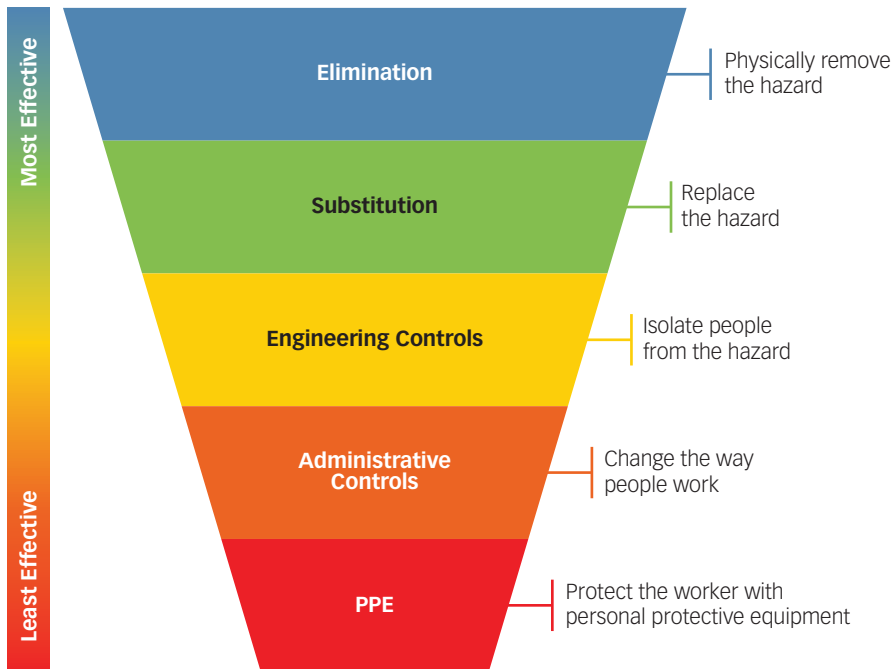 Most Effective
Least Effective
Elimination
Physically remove
the hazard
Substitution
Replace
the hazard
Engineering Controls
Isolate people
from the hazard
Administrative
Controls
Change the way
people work
PPE
Protect the worker with
personal protective equipment